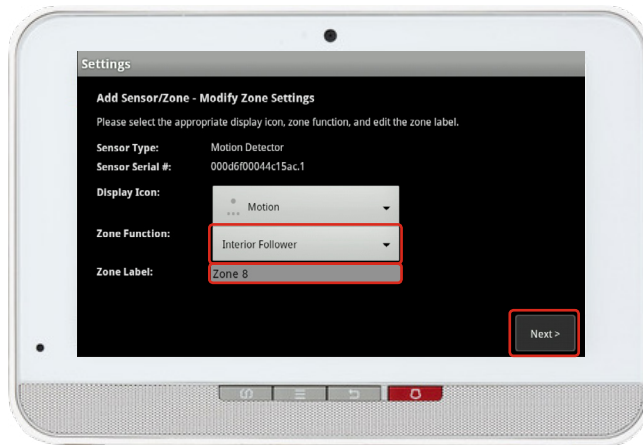 Settings
Add Sensor/Zone - Modify Zone Settings
Please select the appropriate display icon, zone function, and edit the zone label.
Sensor Type: Motion Detector
Sensor Serial #: 000d6f00044c15ac.1
Display Icon: Motion
Zone Function: Interior Follower
Zone Label: Zone 8
Next >